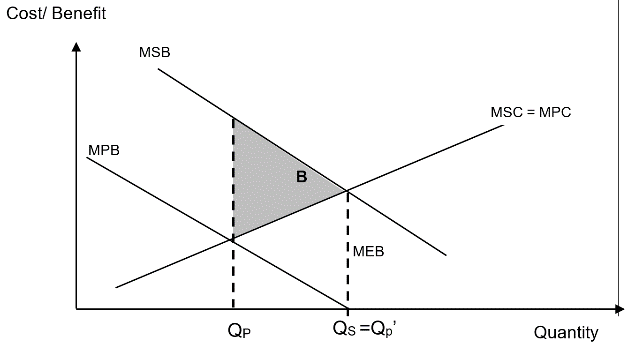 Cost/ Benefit
MSB
MSC = MPC
MPB
B
MEB
QP
QS =Qp’
Quantity